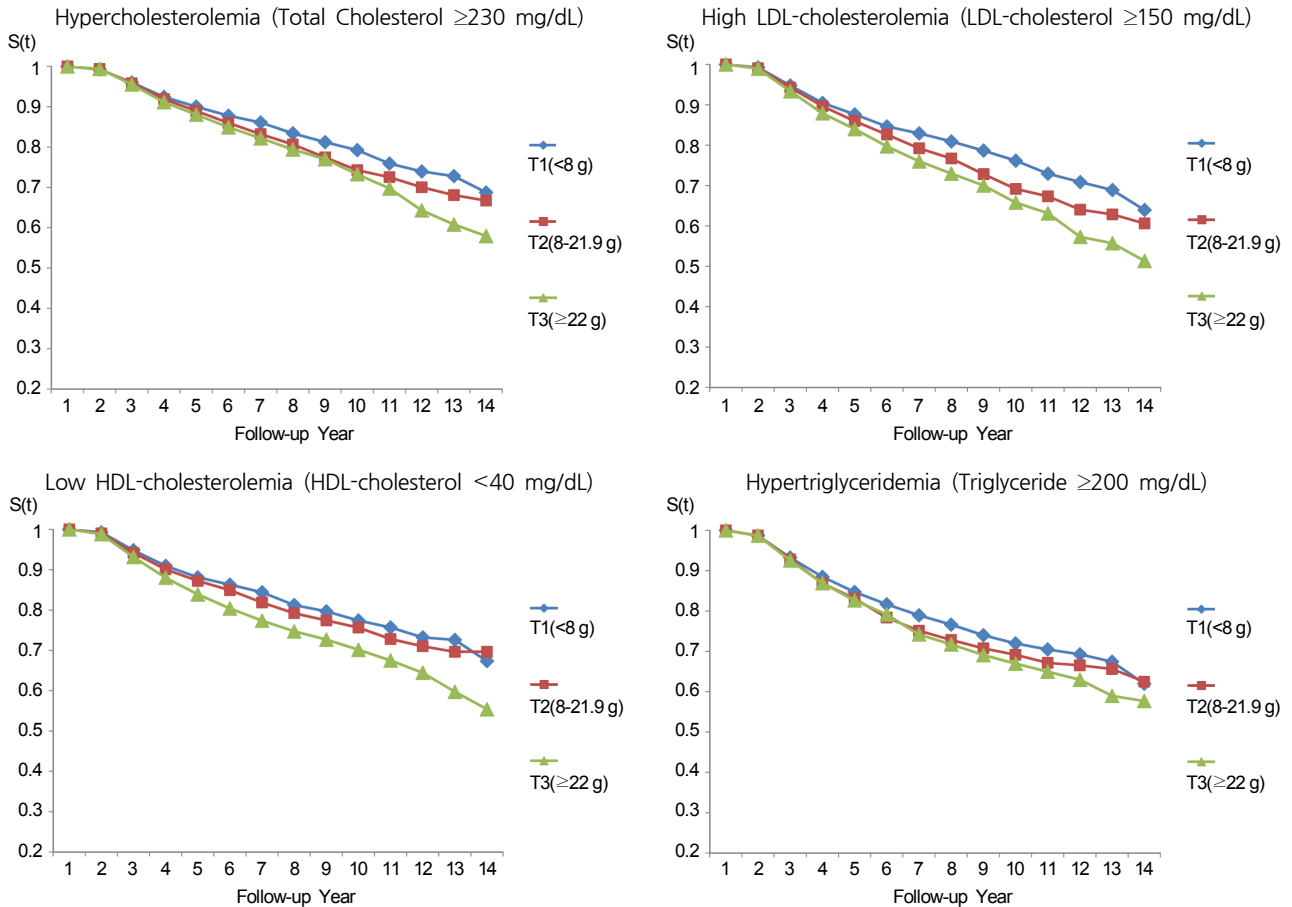 Hypercholesterolemia (Total Cholesterol ≥230 mg/dL)
S(t)
1
0.9
0.8
0.7
0.6
0.5
0.4
0.3
0.2
1 2 3 4 5 6 7 8 9 10 11 12 13 14
Follow-up Year
T1(<8 g)
T2(8-21.9 g)
T3(≥22 g)
High LDL-cholesterolemia (LDL-cholesterol ≥150 mg/dL)
S(t)
1
0.9
0.8
0.7
0.6
0.5
0.4
0.3
0.2
1 2 3 4 5 6 7 8 9 10 11 12 13 14
Follow-up Year
T1(<8 g)
T2(8-21.9 g)
T3(≥22 g)
Low HDL-cholesterolemia (HDL-cholesterol <40 mg/dL)
S(t)
1
0.9
0.8
0.7
0.6
0.5
0.4
0.3
0.2
1 2 3 4 5 6 7 8 9 10 11 12 13 14
Follow-up Year
T1(<8 g)
T2(8-21.9 g)
T3(≥22 g)
Hypertriglyceridemia (Triglyceride ≥200 mg/dL)
S(t)
1
0.9
0.8
0.7
0.6
0.5
0.4
0.3
0.2
1 2 3 4 5 6 7 8 9 10 11 12 13 14
Follow-up Year
T1(<8 g)
T2(8-21.9 g)
T3(≥22 g)